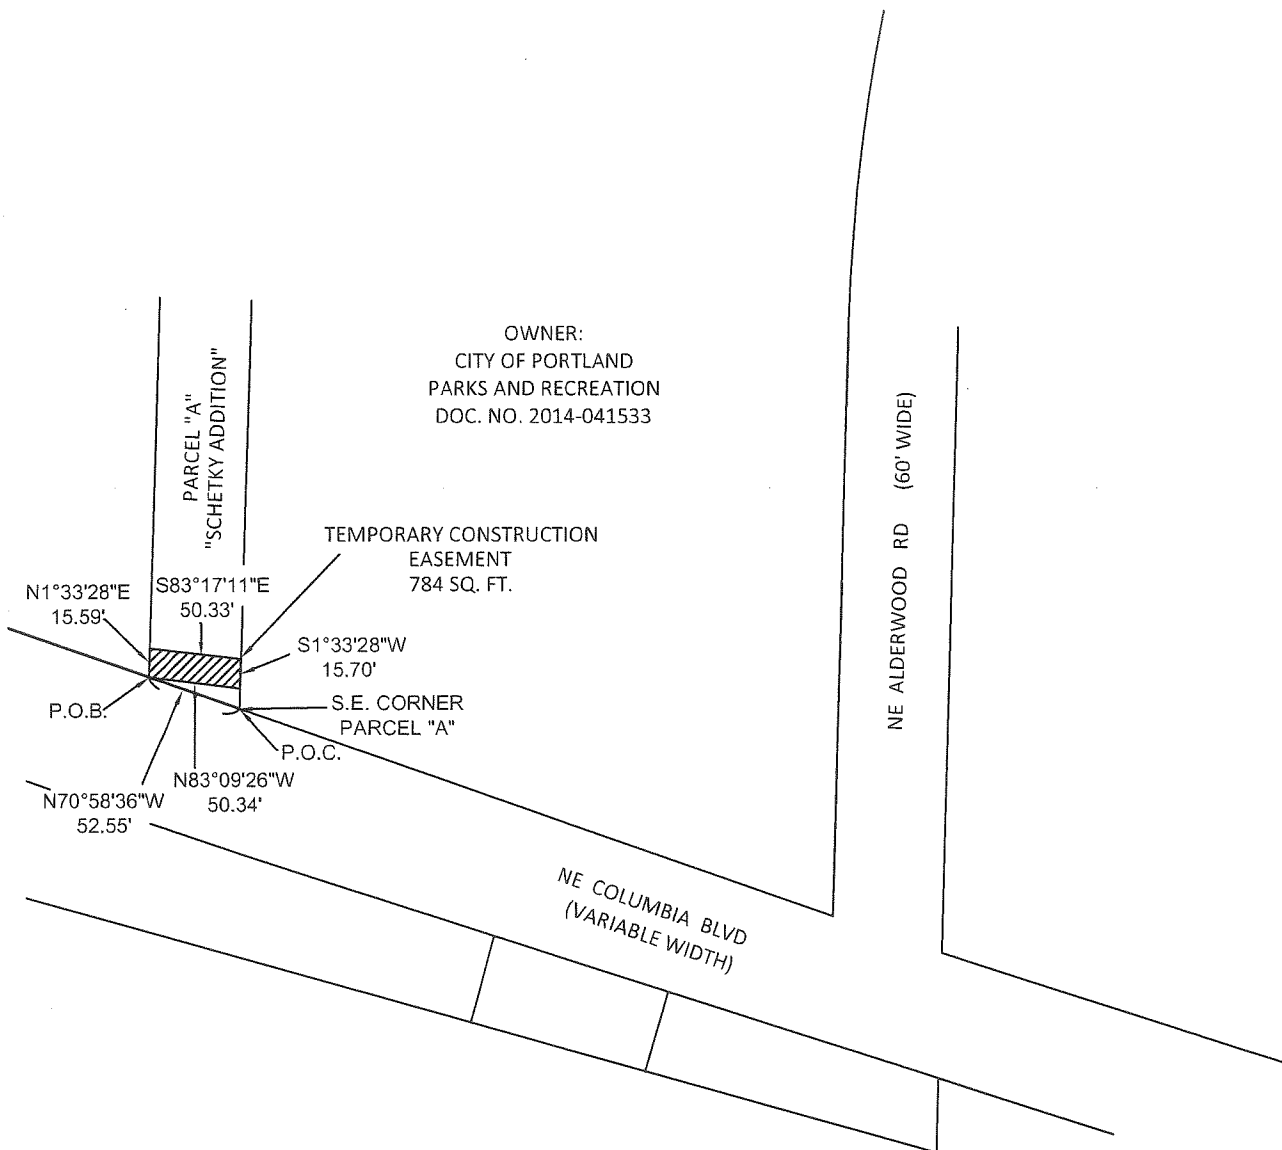 OWNER:
CITY OF PORTLAND
PARKS AND RECREATION
DOC. NO. 2014-041533
PARCEL "A"
"SCHETKY ADDITION"
NE ALDERWOOD RD (60' WIDE)
TEMPORARY CONSTRUCTION
EASEMENT
784 SQ. FT.
N1°33'28"E
15.59'
S83°17'11"E
50.33'
S1°33'28"W
15.70'
P.O.B.
S.E. CORNER
PARCEL "A"
P.O.C.
N83°09'26"W
50.34'
N70°58'36"W
52.55'
NE COLUMBIA BLVD
(VARIABLE WIDTH)